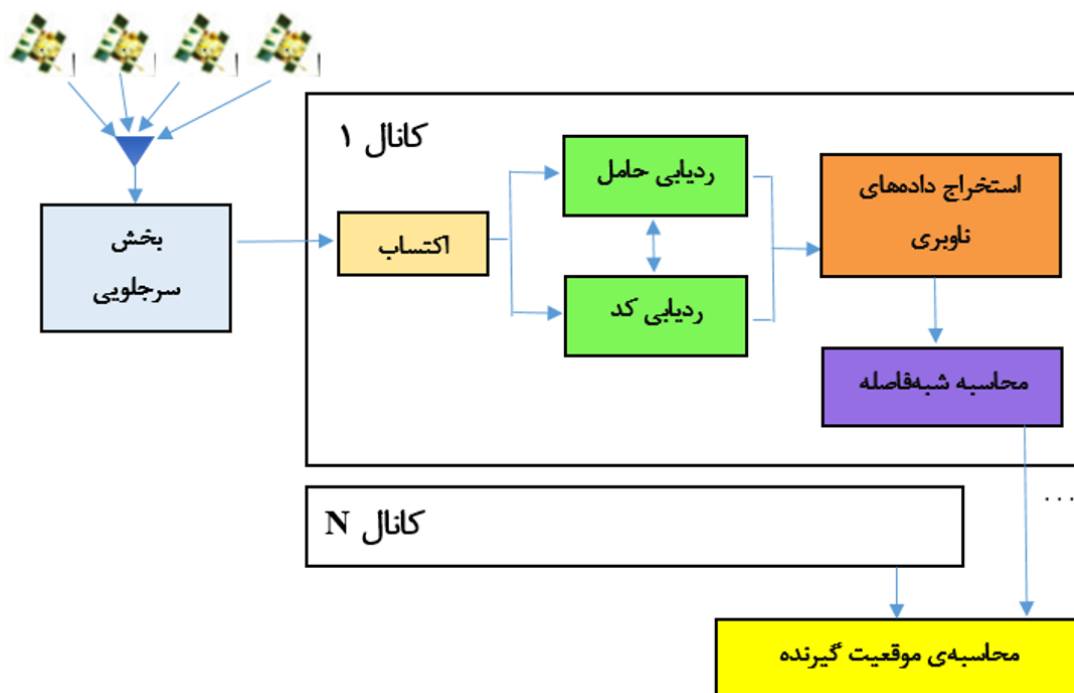 کانال ۱
ردیابی حامل
استخراج داده‌های
ناوبری
بخش
سرجلویی
اکتساب
ردیابی کد
محاسبه شبه‌فاصله
...
کانال N
محاسبه‌ی موقعیت گیرنده